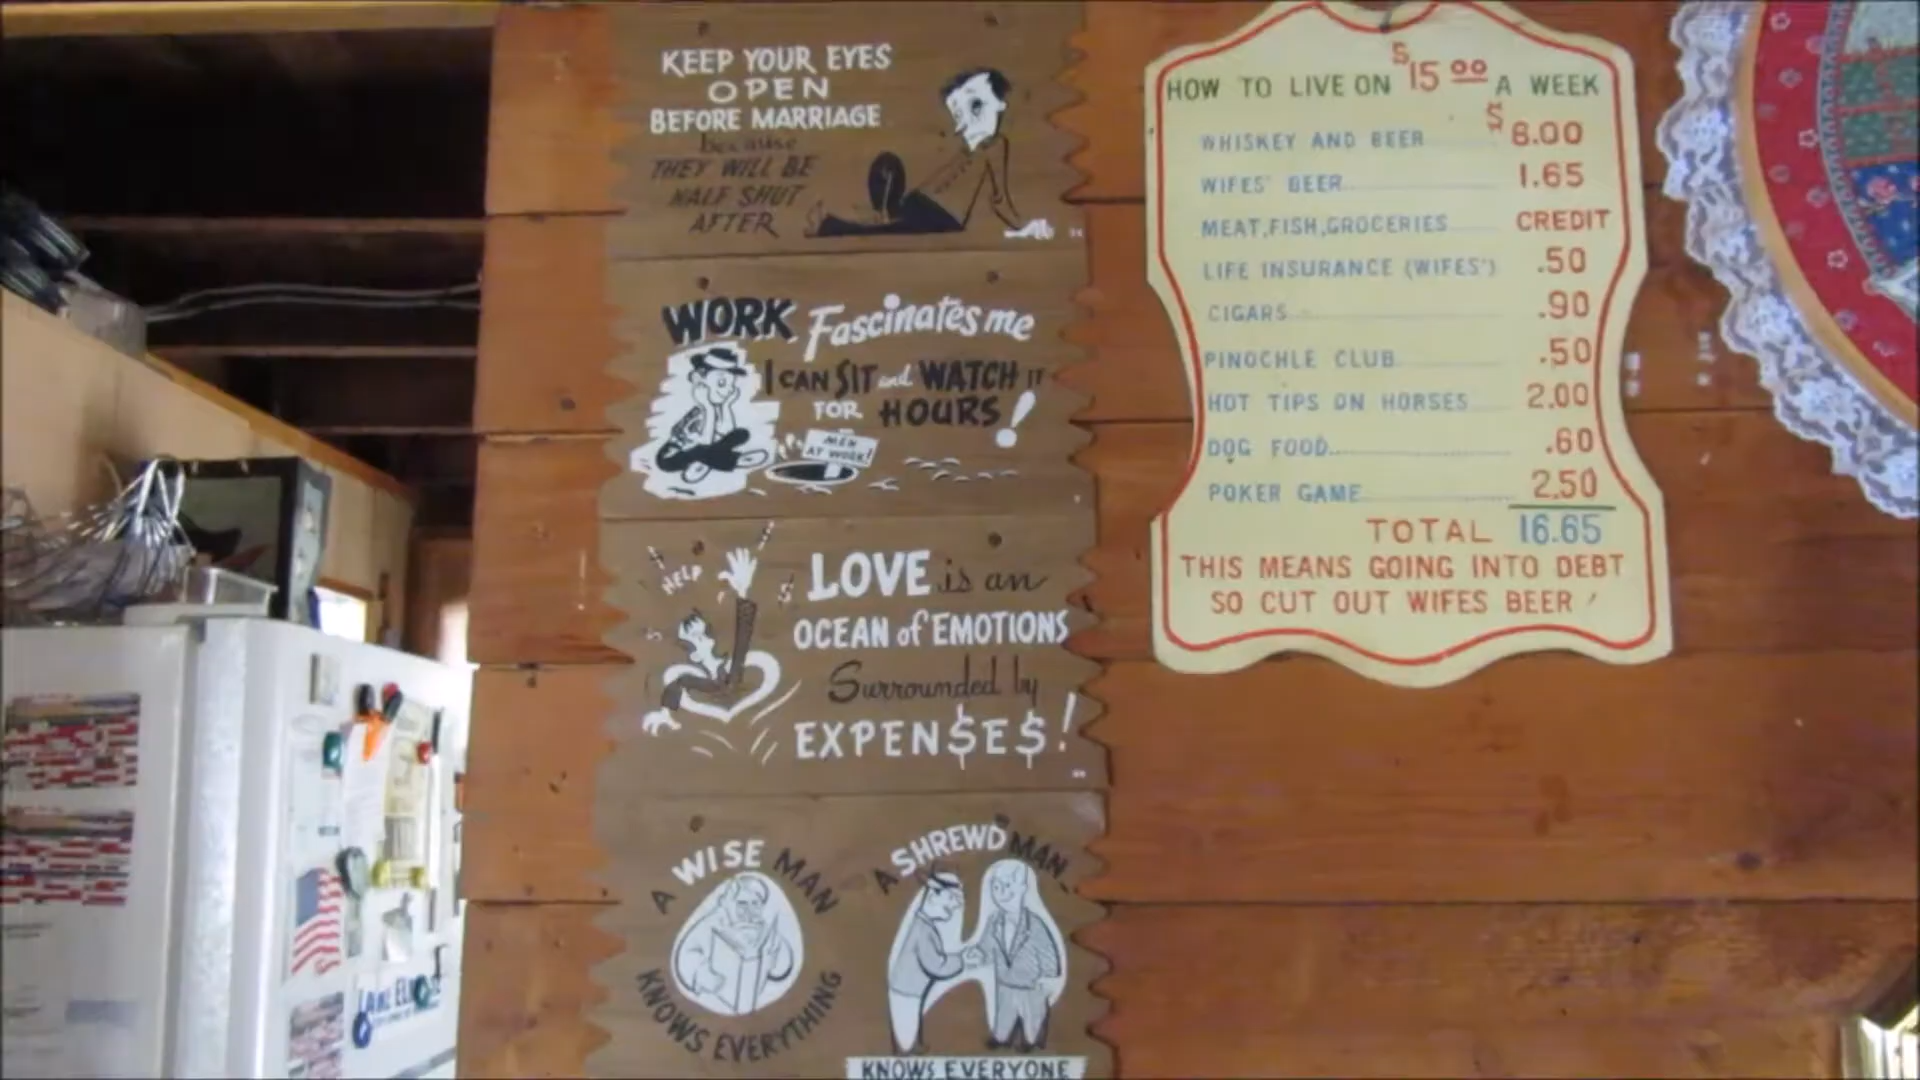 KEEP YOUR EYES
OPEN
BEFORE MARRIAGE
because
THEY WILL BE
HALF SHUT
AFTER
WORK Fascinates me
I CAN SIT and WATCH IT
FOR HOURS!
MEN
AT WORK!
HELP
LOVE is an
OCEAN of EMOTIONS
Surrounded by
EXPEN$E$!
A WISE MAN
KNOWS EVERYTHING
A SHREWD MAN..
KNOWS EVERYONE
HOW TO LIVE ON $15 00 A WEEK
WHISKEY AND BEER $8.00
WIFES' BEER 1.65
MEAT,FISH,GROCERIES CREDIT
LIFE INSURANCE (WIFES') .50
CIGARS .90
PINOCHLE CLUB .50
HOT TIPS ON HORSES 2.00
DOG FOOD .60
POKER GAME 2.50
TOTAL 16.65
THIS MEANS GOING INTO DEBT
SO CUT OUT WIFES BEER!
LAKE